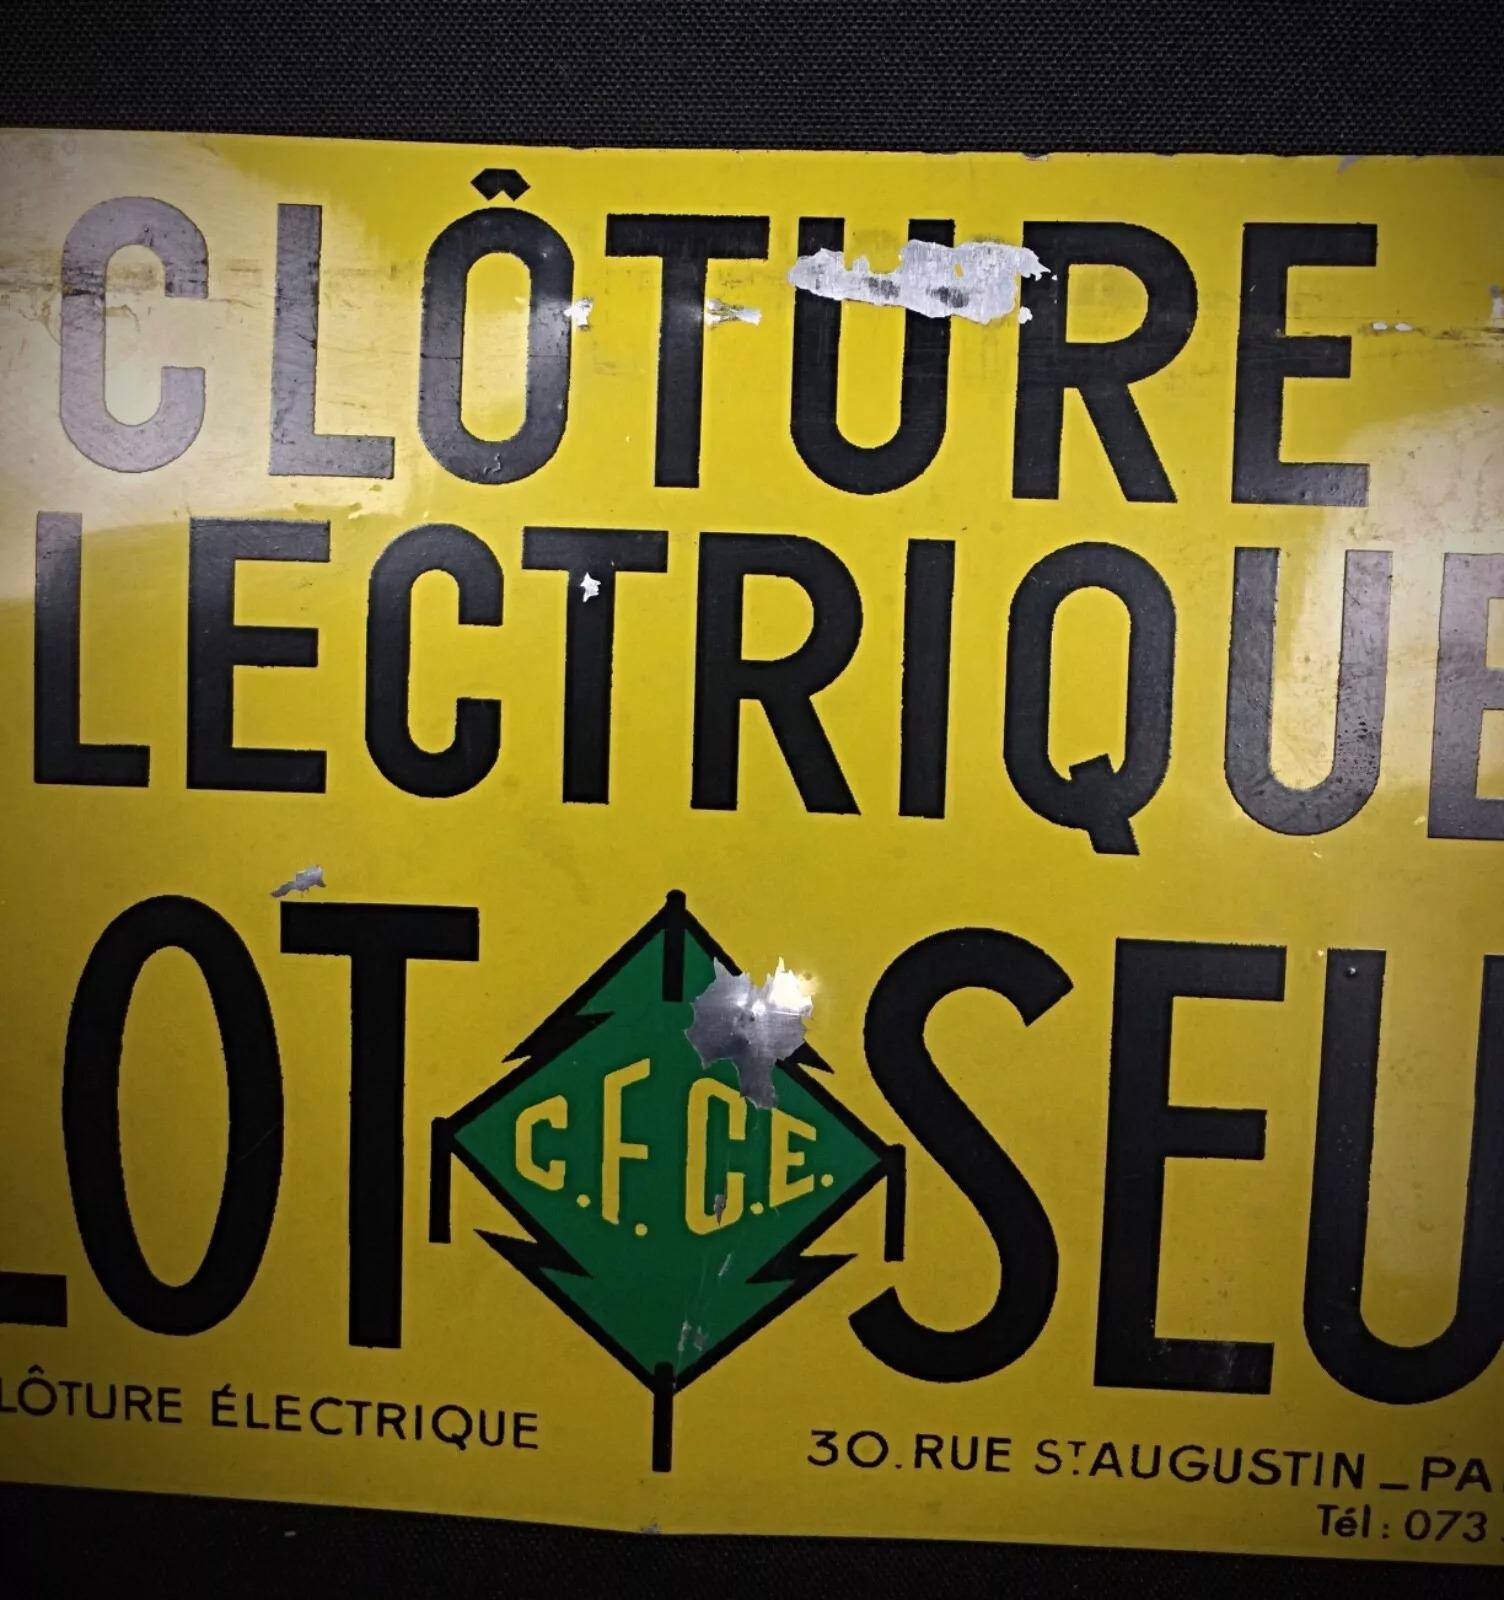 CLÔTURE
LECTRIQUE
LOT SEU
C.F.C.E.
LÔTURE ÉLECTRIQUE
30. RUE ST AUGUSTIN _ PA
Tél : 073